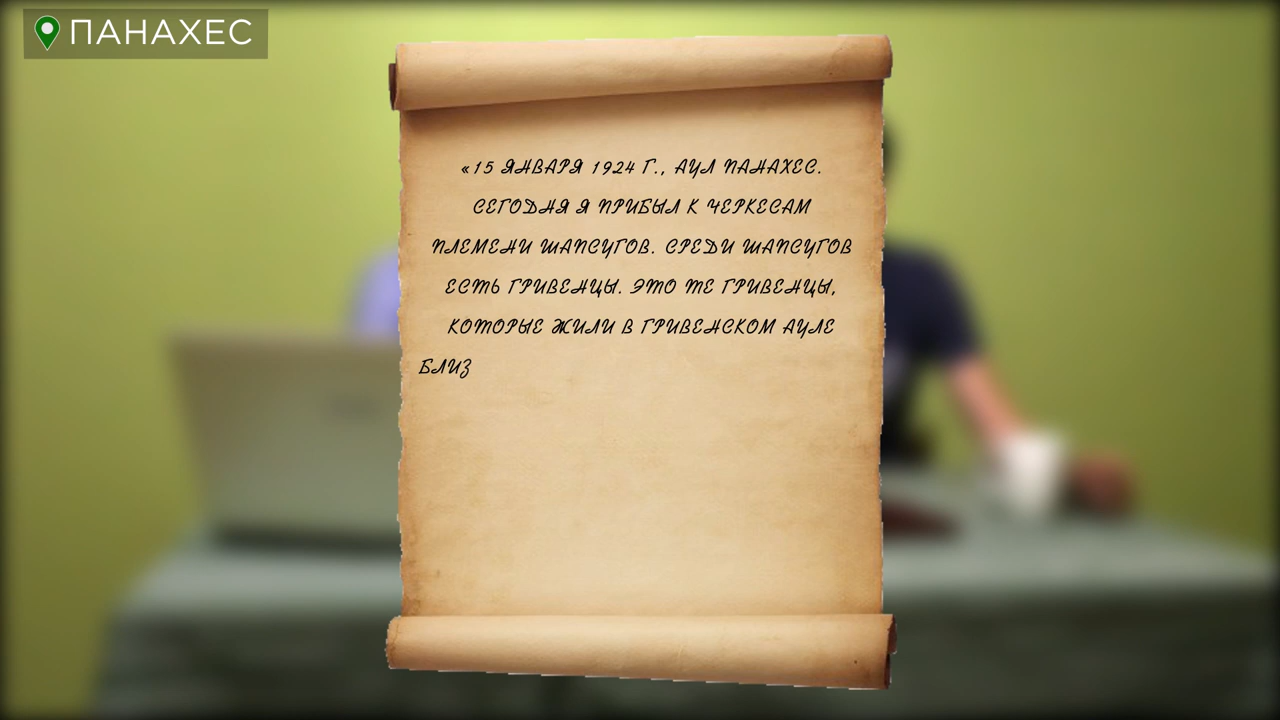 ПАНАХЕС
«15 ЯНВАРЯ 1924 Г., АУЛ ПАНАХЕС.
СЕГОДНЯ Я ПРИБЫЛ К ЧЕРКЕСАМ
ПЛЕМЕНИ ШАПСУГОВ. СРЕДИ ШАПСУГОВ
ЕСТЬ ГРИВЕНЦЫ. ЭТО ТЕ ГРИВЕНЦЫ,
КОТОРЫЕ ЖИЛИ В ГРИВЕНСКОМ АУЛЕ
БЛИЗ